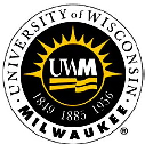 UNIVERSITY of WISCONSIN
UWM
1849 1885 1956
MILWAUKEE ®